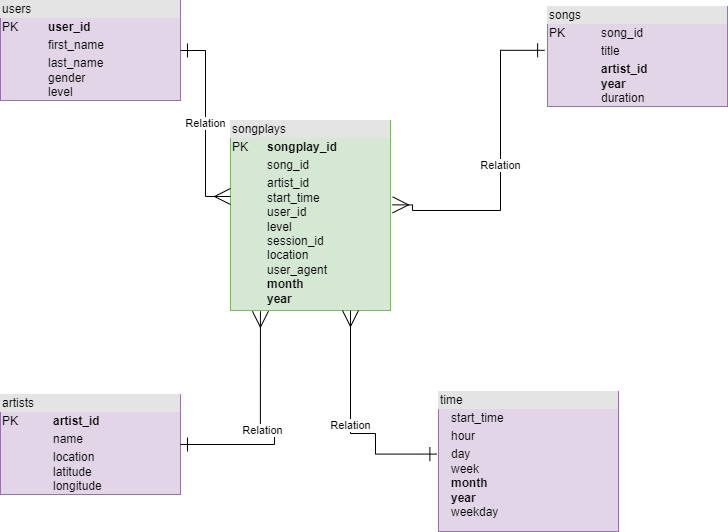 users
PK user_id
first_name
last_name
gender
level
songs
PK song_id
title
artist_id
year
duration
Relation
songplays
PK songplay_id
song_id
artist_id
start_time
user_id
level
session_id
location
user_agent
month
year
Relation
artists
PK artist_id
name
location
latitude
longitude
Relation
Relation
time
start_time
hour
day
week
month
year
weekday